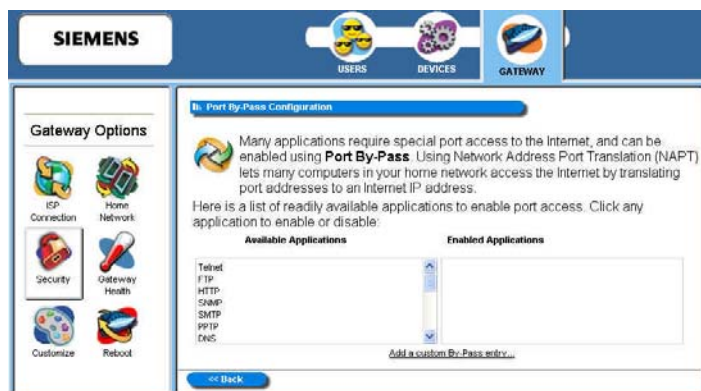 SIEMENS
USERS
DEVICES
GATEWAY
Gateway Options
ISP
Connection
Home
Network
Security
Gateway
Health
Customize
Reboot
Port By-Pass Configuration
Many applications require special port access to the Internet, and can be
enabled using Port By-Pass. Using Network Address Port Translation (NAPT)
lets many computers in your home network access the Internet by translating
port addresses to an Internet IP address.
Here is a list of readily available applications to enable port access. Click any
application to enable or disable:
Available Applications
Enabled Applications
Telnet
FTP
HTTP
SNMP
SMTP
PPTP
DNS
Add a custom By-Pass entry...
<< Back